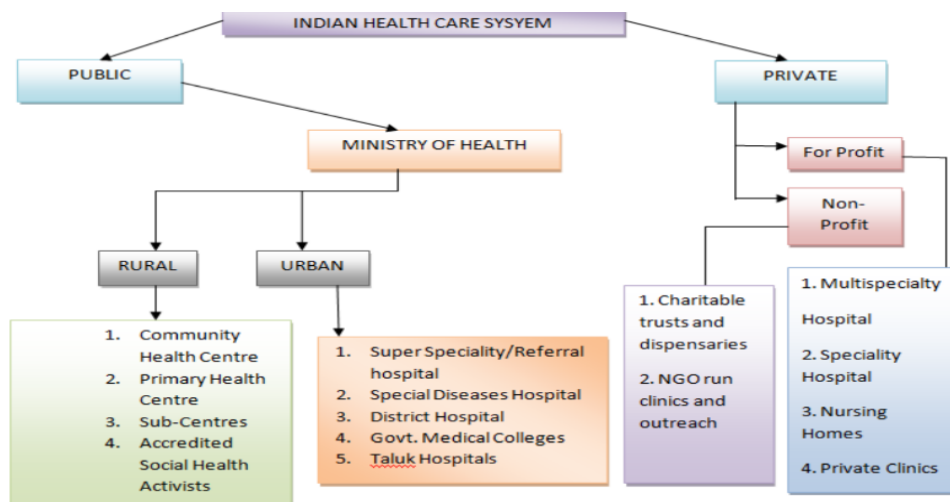 INDIAN HEALTH CARE SYSYEM
PUBLIC
PRIVATE
MINISTRY OF HEALTH
For Profit
Non-
Profit
RURAL
URBAN
1. Community
Health Centre
2. Primary Health
Centre
3. Sub-Centres
4. Accredited
Social Health
Activists
1. Super Speciality/Referral
hospital
2. Special Diseases Hospital
3. District Hospital
4. Govt. Medical Colleges
5. Taluk Hospitals
1. Charitable
trusts and
dispensaries
2. NGO run
clinics and
outreach
1. Multispecialty
Hospital
2. Speciality
Hospital
3. Nursing
Homes
4. Private Clinics